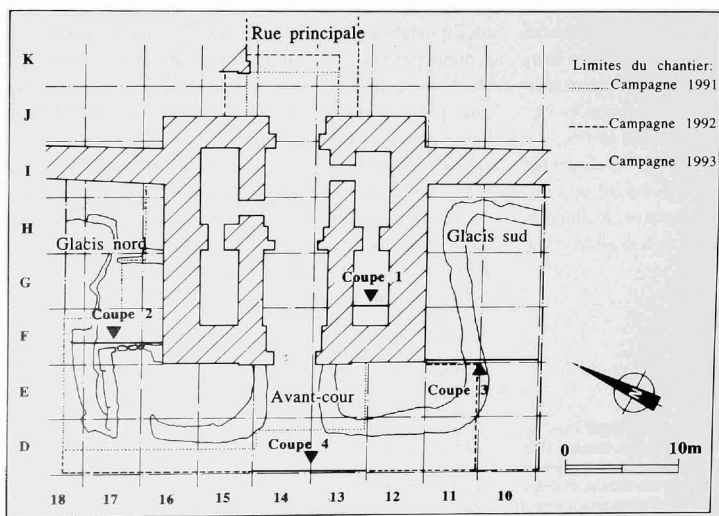 Rue principale
Limites du chantier:
Campagne 1991
Campagne 1992
Campagne 1993
K
J
I
H
G
F
E
D
Glacis nord
Glacis sud
Coupe 1
Coupe 2
Coupe 3
Avant-cour
Coupe 4
N
0 10m
18 17 16 15 14 13 12 11 10